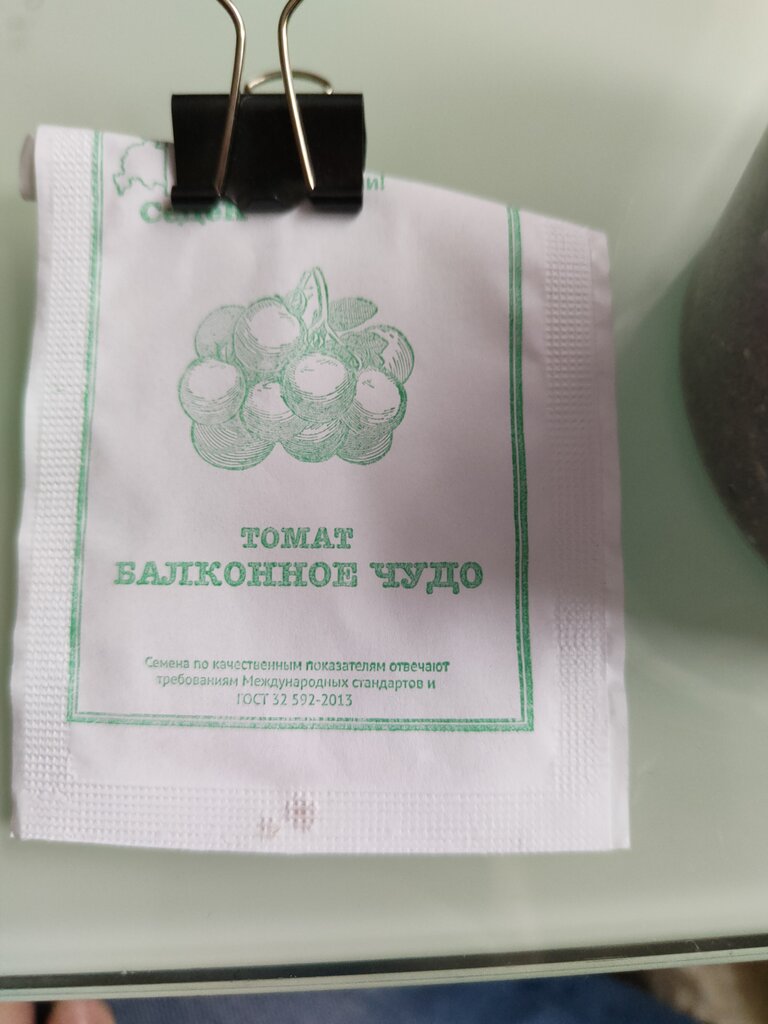 и!
ТОМАТ
БАЛКОННОЕ ЧУДО
Семена по качественным показателям отвечают
требованиям Международных стандартов и
ГОСТ 32 592-2013